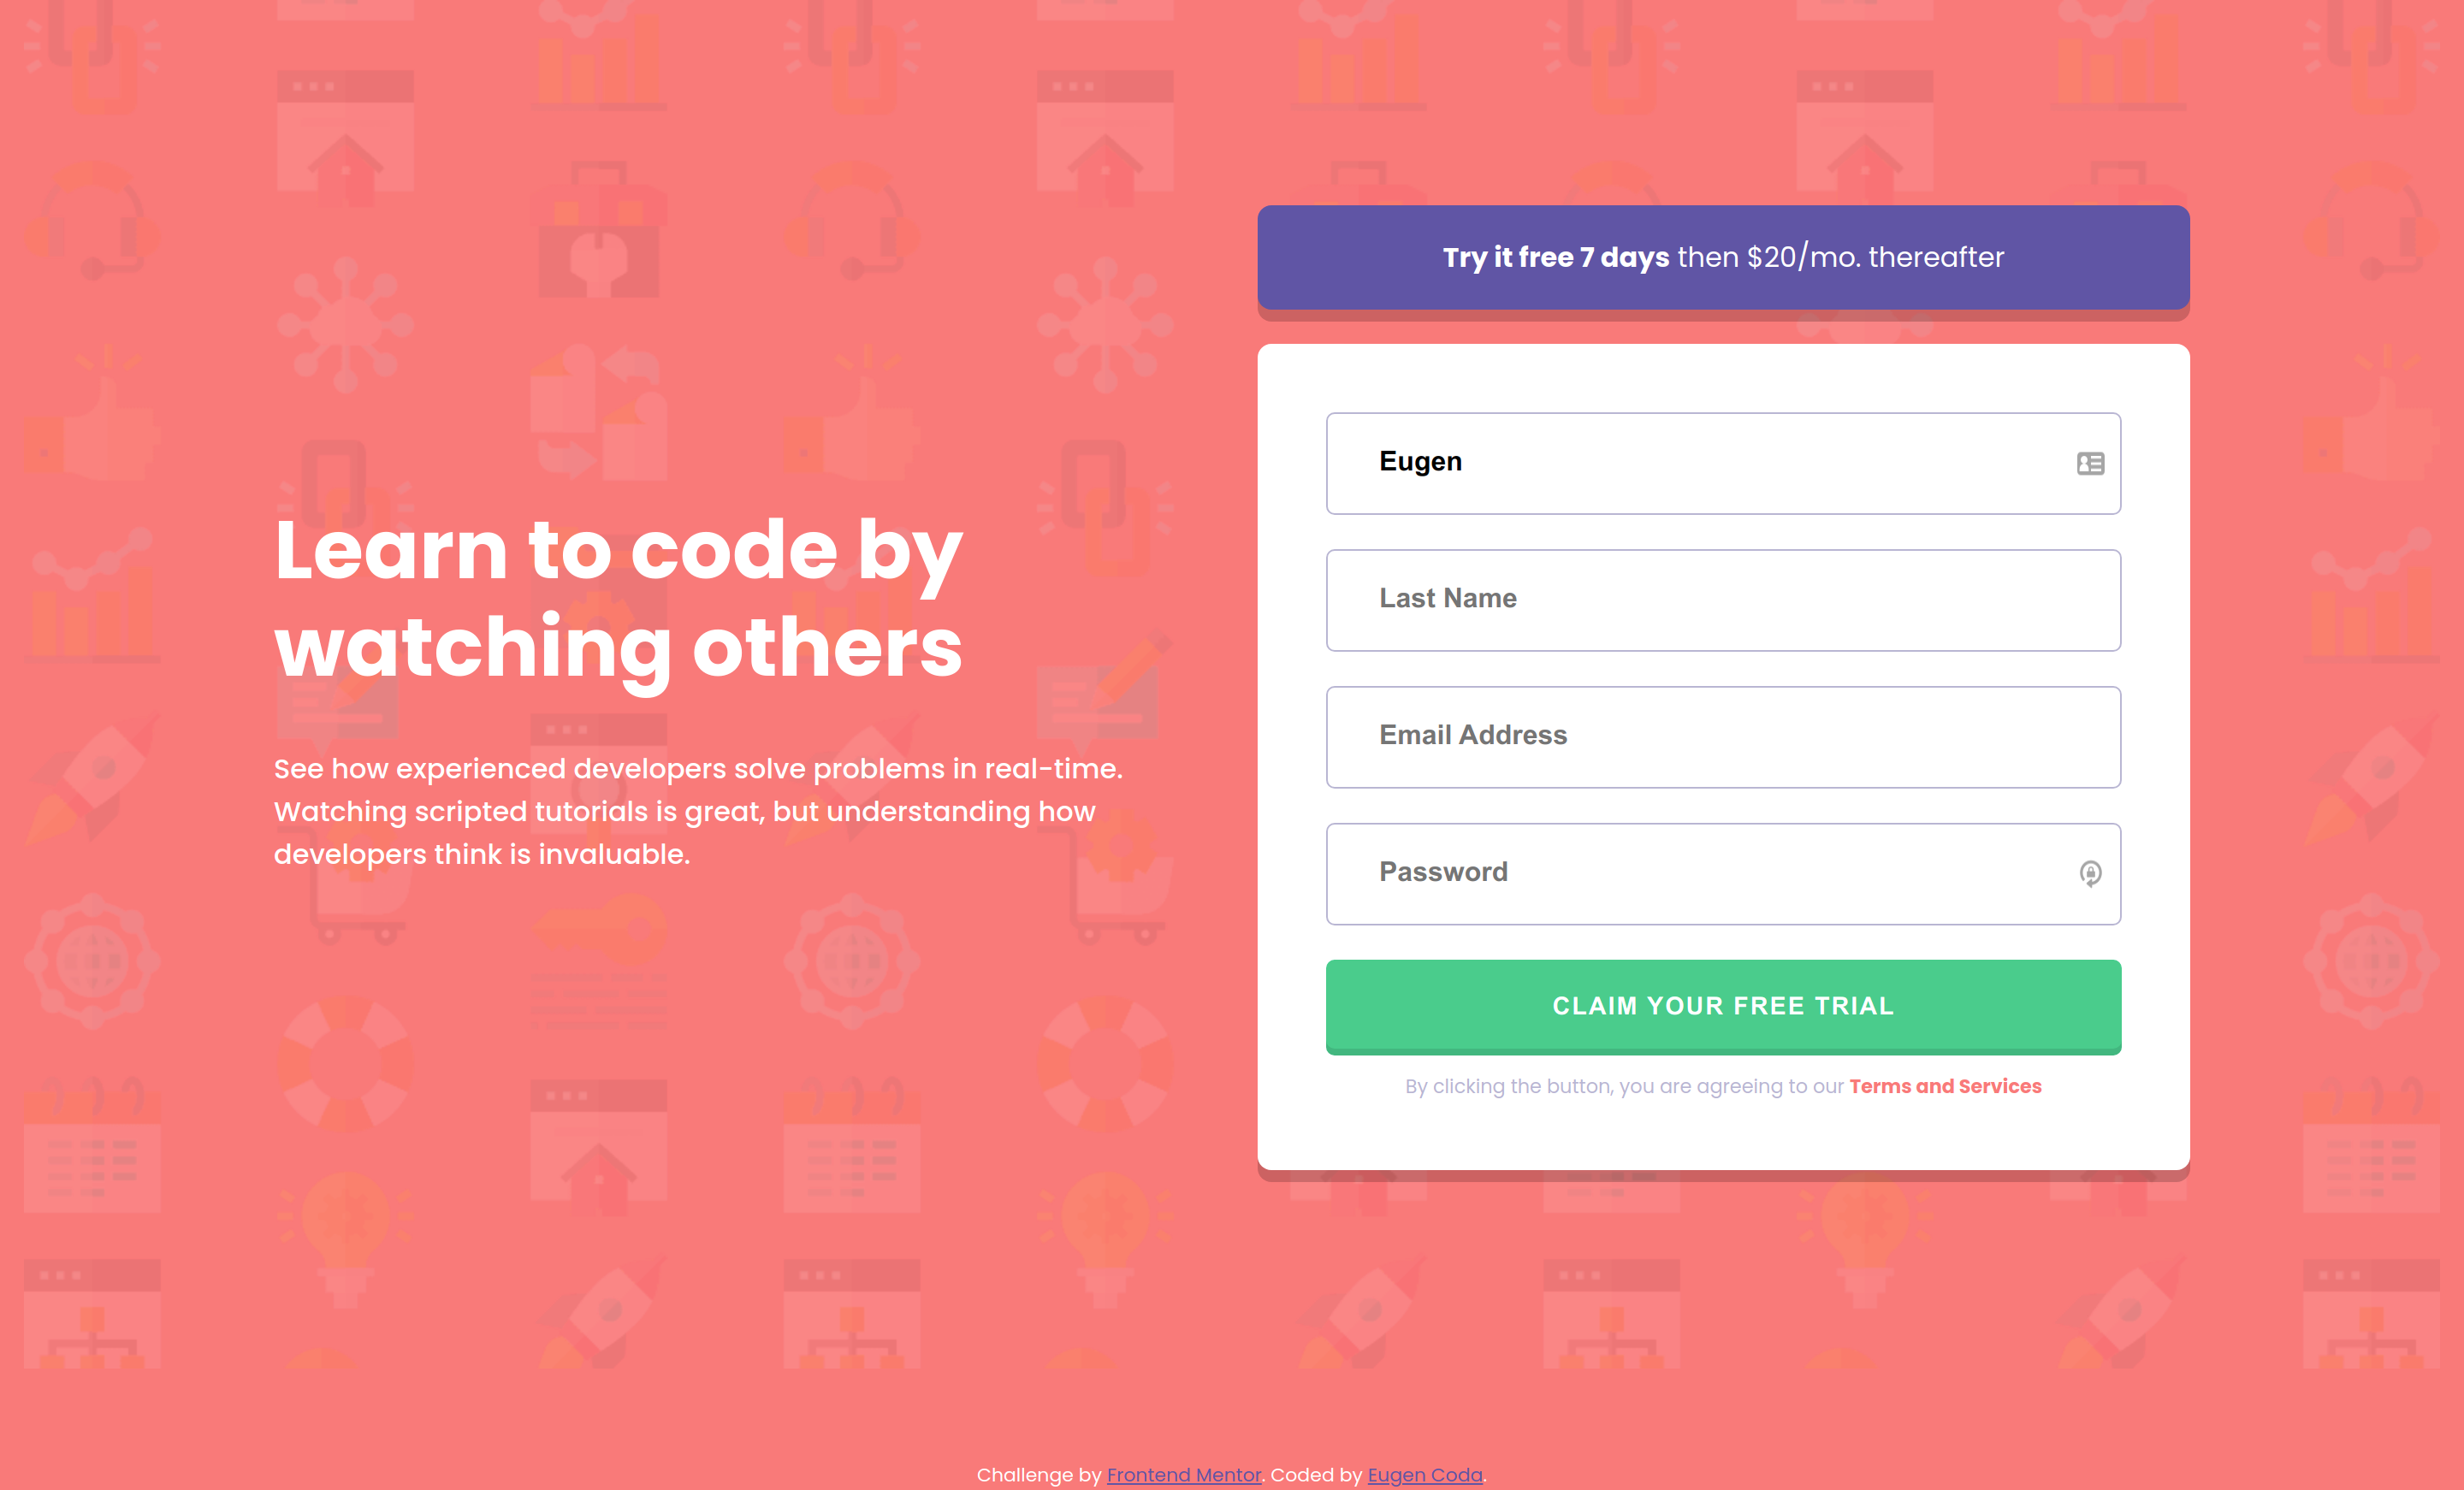 Try it free 7 days then $20/mo. thereafter
Learn to code by
watching others
See how experienced developers solve problems in real-time.
Watching scripted tutorials is great, but understanding how
developers think is invaluable.
Eugen
Last Name
Email Address
Password
CLAIM YOUR FREE TRIAL
By clicking the button, you are agreeing to our Terms and Services
Challenge by Frontend Mentor. Coded by Eugen Coda.